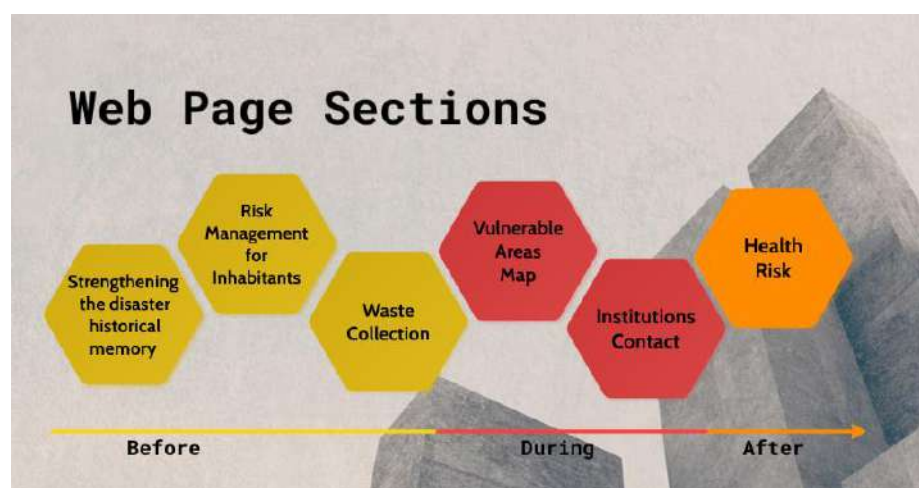 Web Page Sections
Strengthening
the disaster
historical
memory
Risk
Management
for
Inhabitants
Waste
Collection
Vulnerable
Areas
Map
Institutions
Contact
Health
Risk
Before
During
After